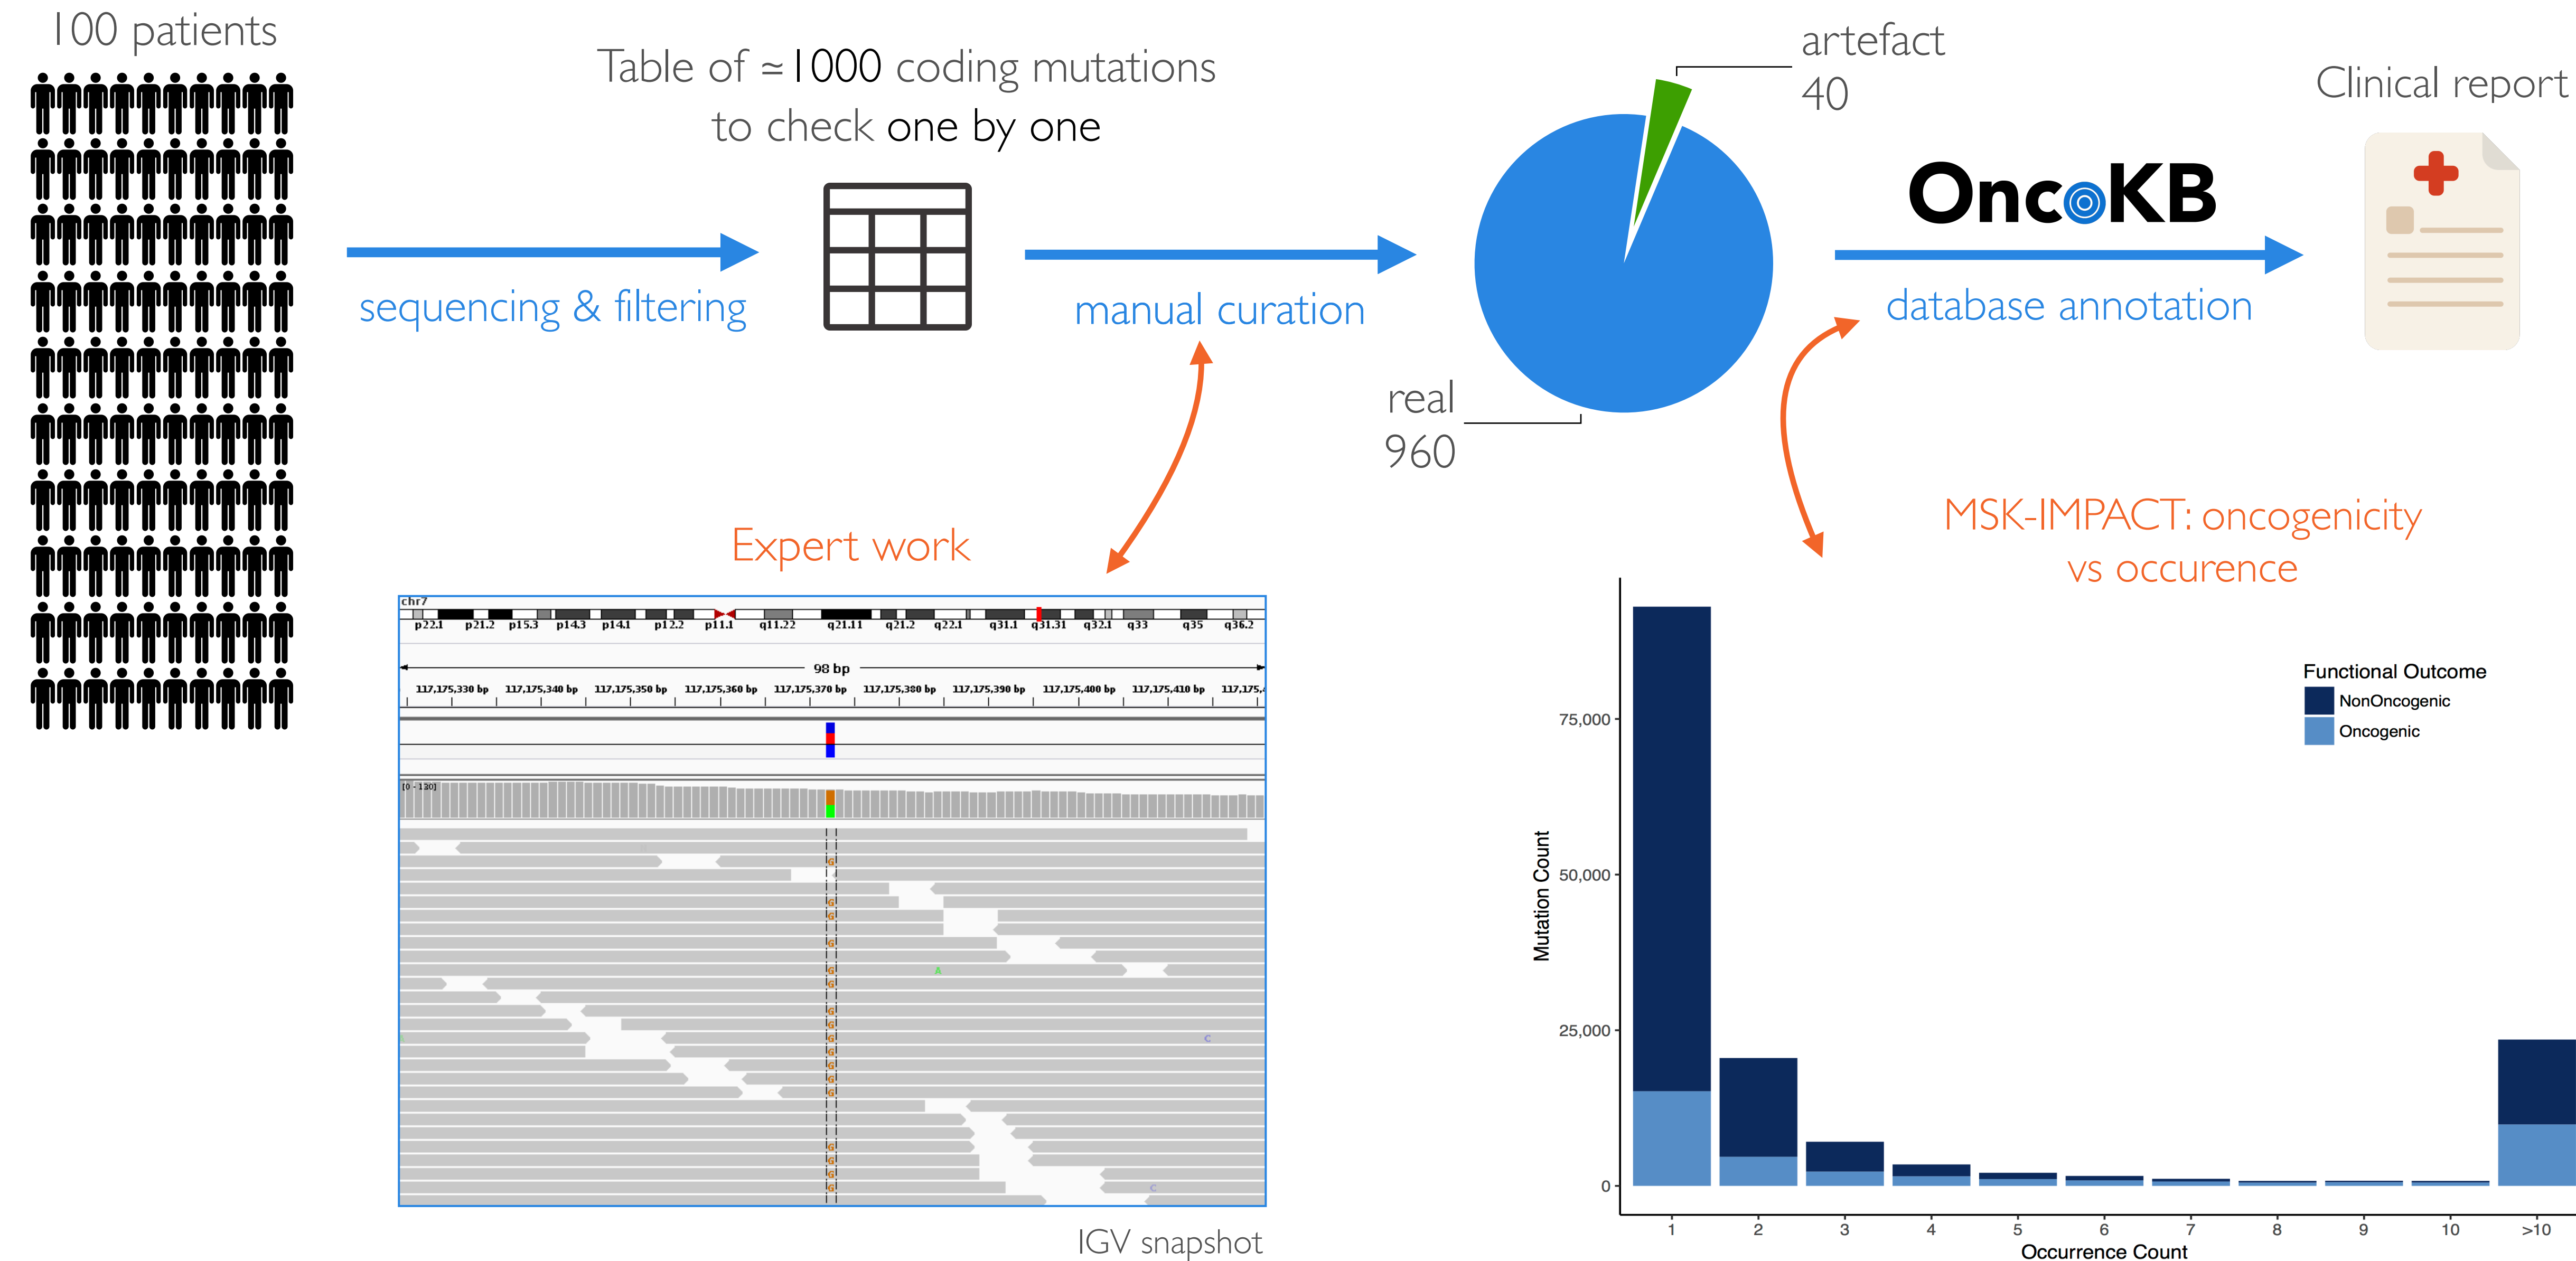 100 patients
Table of ≃1000 coding mutations
to check one by one
sequencing & filtering
manual curation
artefact
40
real
960
OncoKB
database annotation
Clinical report
Expert work
chr7
p22.1 p21.2 p15.3 p14.3 p14.1 p12.2 p11.1 q11.22 q21.11 q21.2 q22.1 q31.1 q31.31 q32.1 q33 q35 q36.2
98 bp
117,175,330 bp 117,175,340 bp 117,175,350 bp 117,175,360 bp 117,175,370 bp 117,175,380 bp 117,175,390 bp 117,175,400 bp 117,175,410 bp 117,175,4
[0 - 130]
G
G
G
G
G A
G
G
G
G C
G
G
G
G
G
G
G
G C
IGV snapshot
MSK-IMPACT: oncogenicity
vs occurence
Functional Outcome
NonOncogenic
Oncogenic
Mutation Count
75,000
50,000
25,000
0
1 2 3 4 5 6 7 8 9 10 >10
Occurrence Count